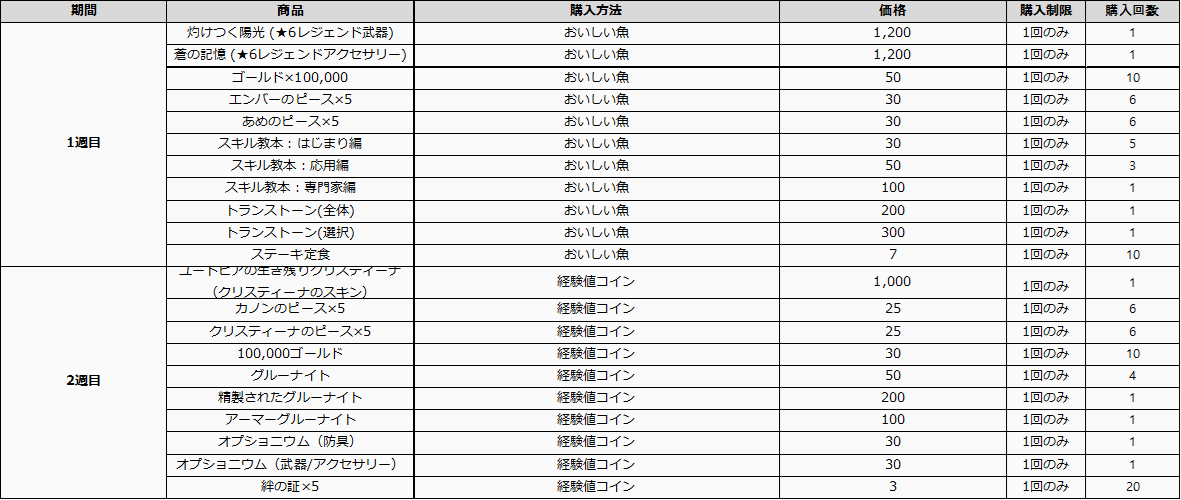 期間 商品 購入方法 価格 購入制限 購入回数
1週目
灼けつく陽光 (★6レジェンド武器) おいしい魚 1,200 1回のみ 1
蒼の記憶 (★6レジェンドアクセサリー) おいしい魚 1,200 1回のみ 1
ゴールド×100,000 おいしい魚 50 1回のみ 10
エンバーのピース×5 おいしい魚 30 1回のみ 6
あめのピース×5 おいしい魚 30 1回のみ 6
スキル教本：はじまり編 おいしい魚 30 1回のみ 5
スキル教本：応用編 おいしい魚 50 1回のみ 3
スキル教本：専門家編 おいしい魚 100 1回のみ 1
トランストーン(全体) おいしい魚 200 1回のみ 1
トランストーン(選択) おいしい魚 300 1回のみ 1
ステーキ定食 おいしい魚 7 1回のみ 10
2週目
ユートピアの生き残りクリスティーナ
（クリスティーナのスキン） 経験値コイン 1,000 1回のみ 1
カノンのピース×5 経験値コイン 25 1回のみ 6
クリスティーナのピース×5 経験値コイン 25 1回のみ 6
100,000ゴールド 経験値コイン 30 1回のみ 10
グルーナイト 経験値コイン 50 1回のみ 4
精製されたグルーナイト 経験値コイン 200 1回のみ 1
アーマーグルーナイト 経験値コイン 100 1回のみ 1
オプショニウム（防具） 経験値コイン 30 1回のみ 1
オプショニウム（武器/アクセサリー） 経験値コイン 30 1回のみ 1
絆の証×5 経験値コイン 3 1回のみ 20